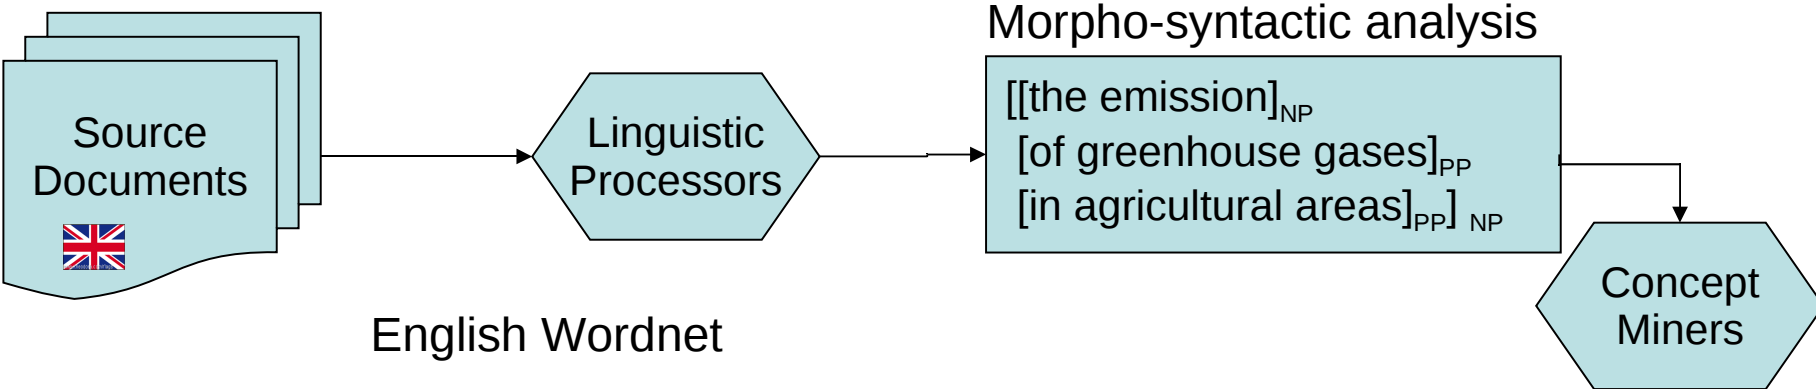 Morpho-syntactic analysis
Source
Documents
Linguistic
Processors
[[the emission]NP
[of greenhouse gases]PP
[in agricultural areas]PP] NP
Concept
Miners
English Wordnet